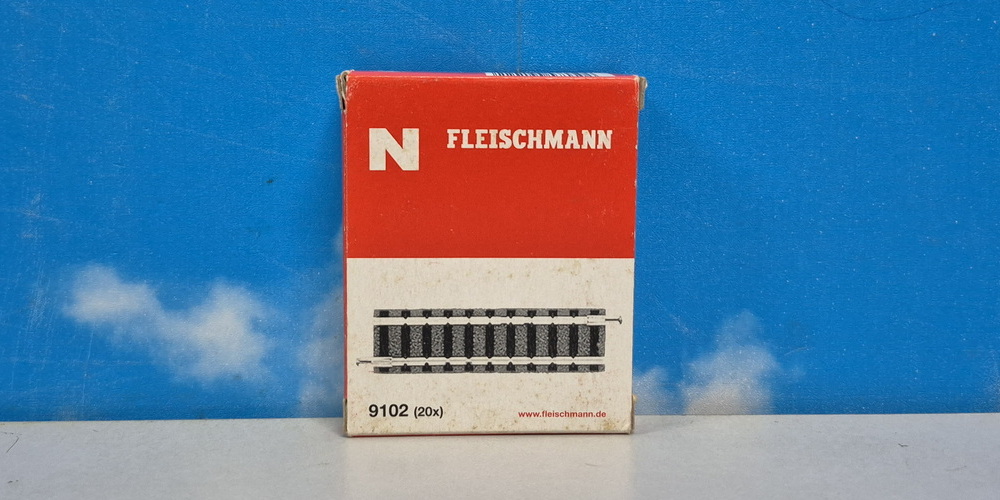 N FLEISCHMANN
9102 (20x)
www.fleischmann.de